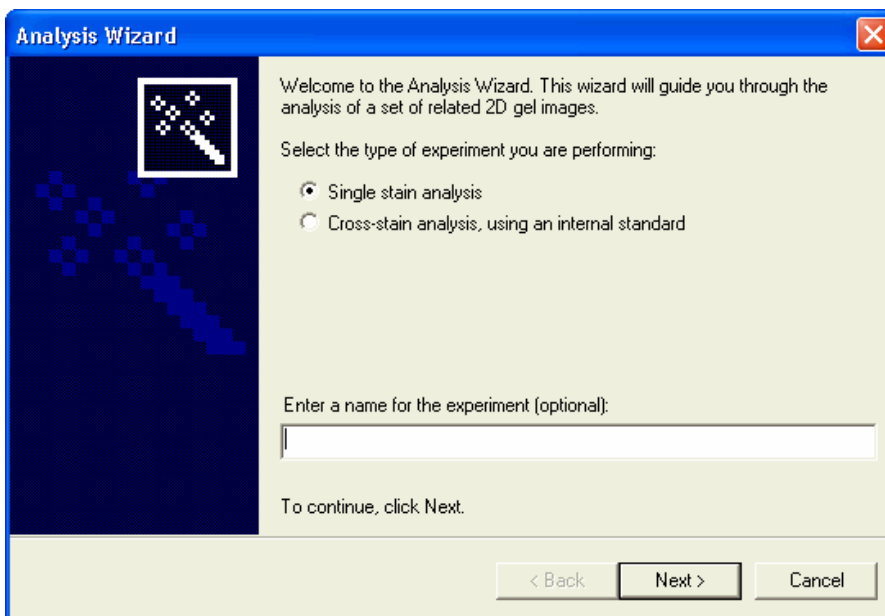 Analysis Wizard
Welcome to the Analysis Wizard. This wizard will guide you through the
analysis of a set of related 2D gel images.
Select the type of experiment you are performing:
Single stain analysis
Cross-stain analysis, using an internal standard
Enter a name for the experiment (optional):
To continue, click Next.
< Back Next > Cancel